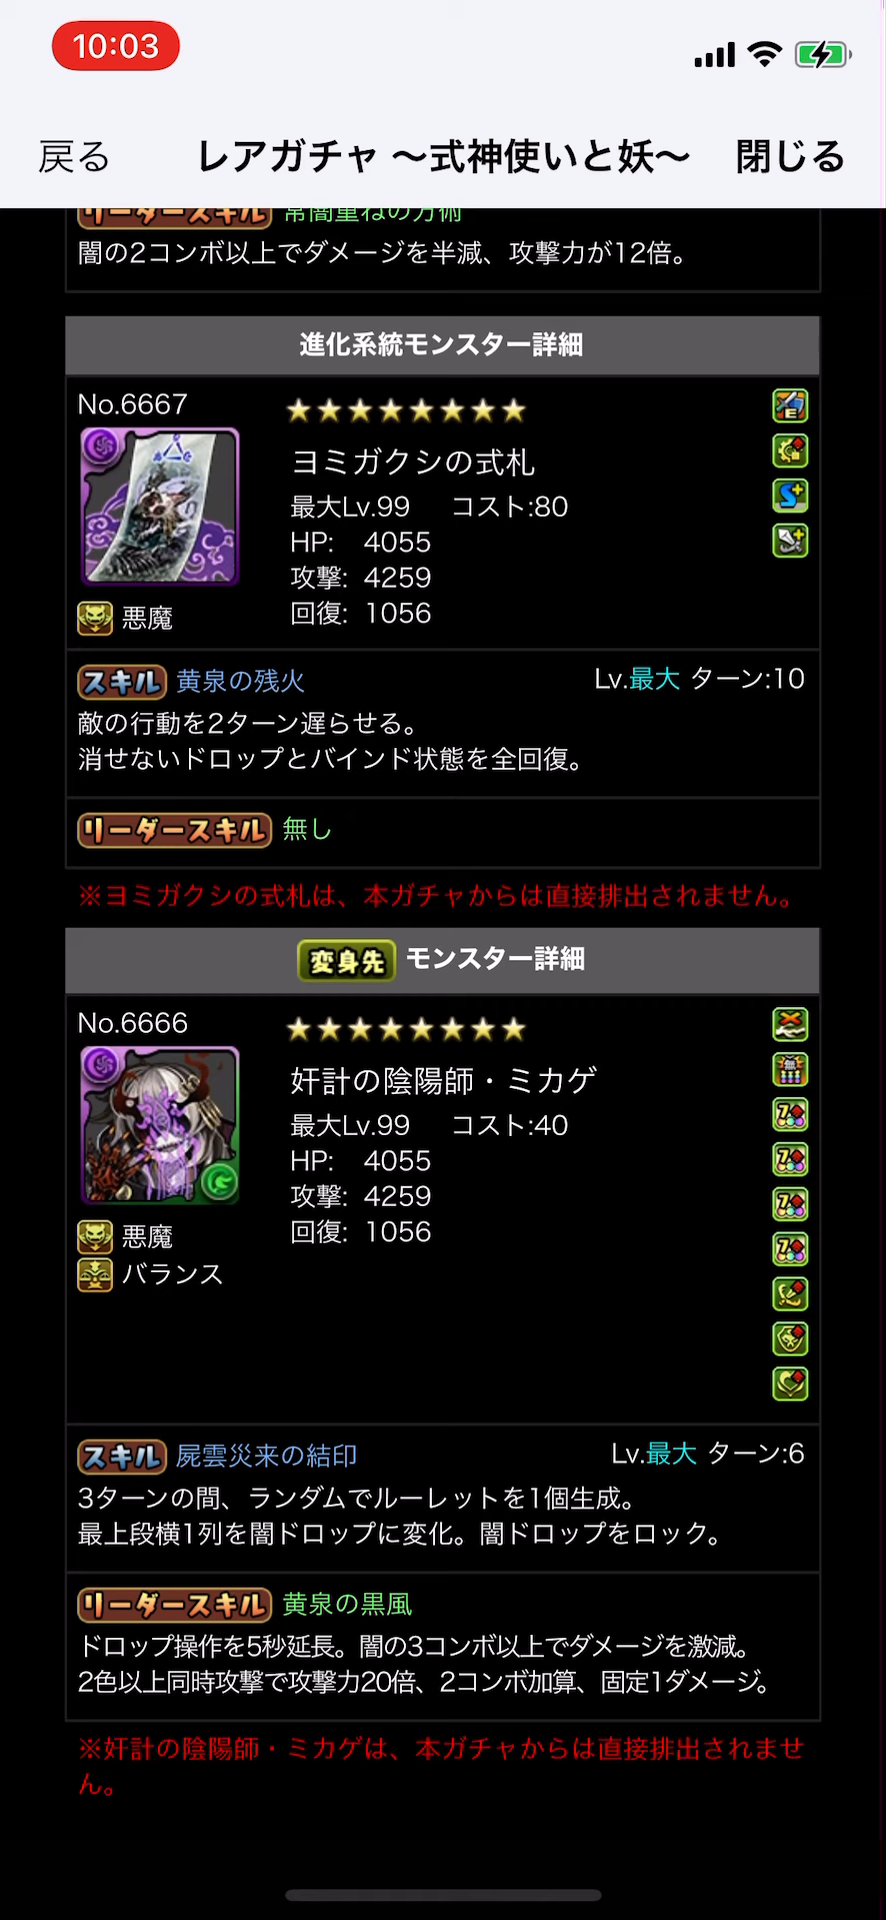 10:03
戻る
レアガチャ ～式神使いと妖～
閉じる
リーダースキル 常闇重ねの方術
闇の2コンボ以上でダメージを半減、攻撃力が12倍。
進化系統モンスター詳細
No.6667
ヨミガクシの式札
最大Lv.99 コスト:80
HP: 4055
攻撃: 4259
回復: 1056
悪魔
スキル 黄泉の残火 Lv.最大 ターン:10
敵の行動を2ターン遅らせる。
消せないドロップとバインド状態を全回復。
リーダースキル 無し
※ヨミガクシの式札は、本ガチャからは直接排出されません。
変身先 モンスター詳細
No.6666
奸計の陰陽師・ミカゲ
最大Lv.99 コスト:40
HP: 4055
攻撃: 4259
回復: 1056
悪魔
バランス
スキル 屍雲災来の結印 Lv.最大 ターン:6
3ターンの間、ランダムでルーレットを1個生成。
最上段横1列を闇ドロップに変化。闇ドロップをロック。
リーダースキル 黄泉の黒風
ドロップ操作を5秒延長。闇の3コンボ以上でダメージを激減。
2色以上同時攻撃で攻撃力20倍、2コンボ加算、固定1ダメージ。
※奸計の陰陽師・ミカゲは、本ガチャからは直接排出されませ
ん。